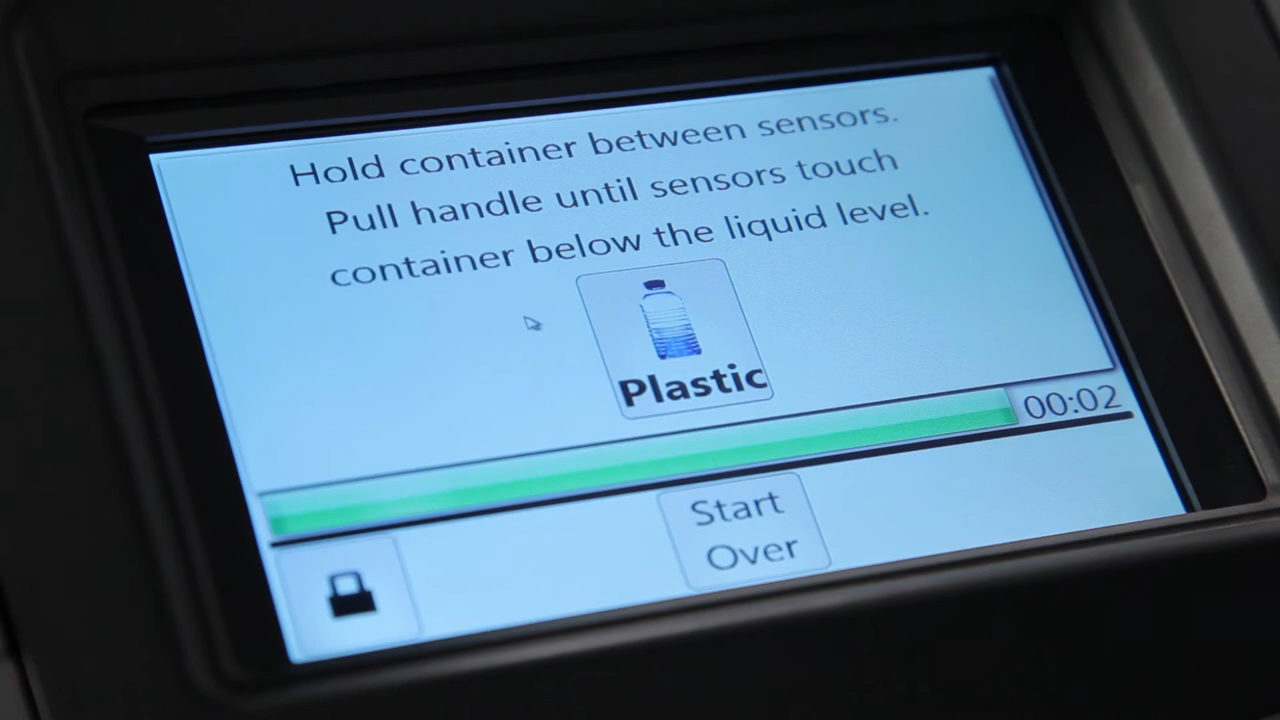 Hold container between sensors.
Pull handle until sensors touch
container below the liquid level.
Plastic
00:02
Start
Over